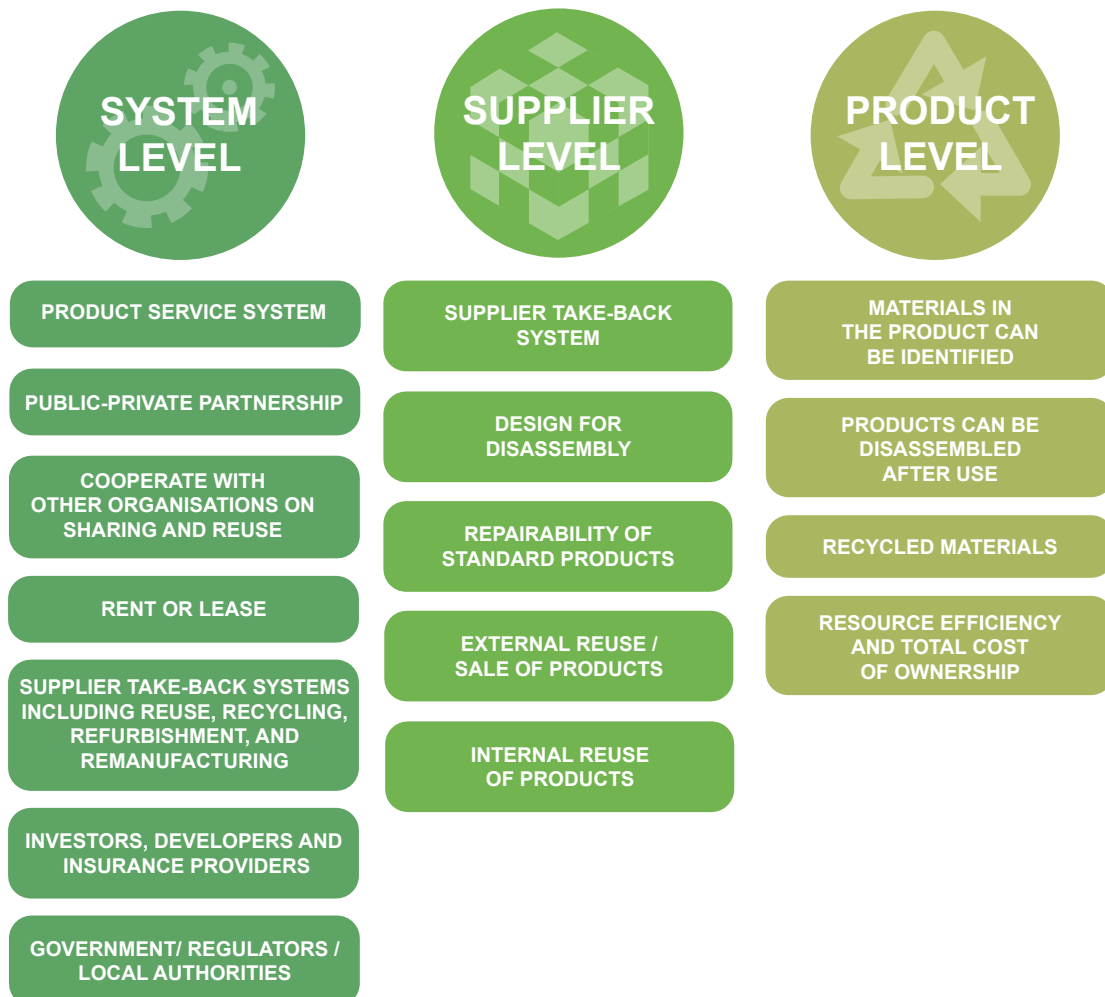 SYSTEM
LEVEL
PRODUCT SERVICE SYSTEM
PUBLIC-PRIVATE PARTNERSHIP
COOPERATE WITH
OTHER ORGANISATIONS ON
SHARING AND REUSE
RENT OR LEASE
SUPPLIER TAKE-BACK SYSTEMS
INCLUDING REUSE, RECYCLING,
REFURBISHMENT, AND
REMANUFACTURING
INVESTORS, DEVELOPERS AND
INSURANCE PROVIDERS
GOVERNMENT/ REGULATORS /
LOCAL AUTHORITIES
SUPPLIER
LEVEL
SUPPLIER TAKE-BACK
SYSTEM
DESIGN FOR
DISASSEMBLY
REPAIRABILITY OF
STANDARD PRODUCTS
EXTERNAL REUSE /
SALE OF PRODUCTS
INTERNAL REUSE
OF PRODUCTS
PRODUCT
LEVEL
MATERIALS IN
THE PRODUCT CAN
BE IDENTIFIED
PRODUCTS CAN BE
DISASSEMBLED
AFTER USE
RECYCLED MATERIALS
RESOURCE EFFICIENCY
AND TOTAL COST
OF OWNERSHIP